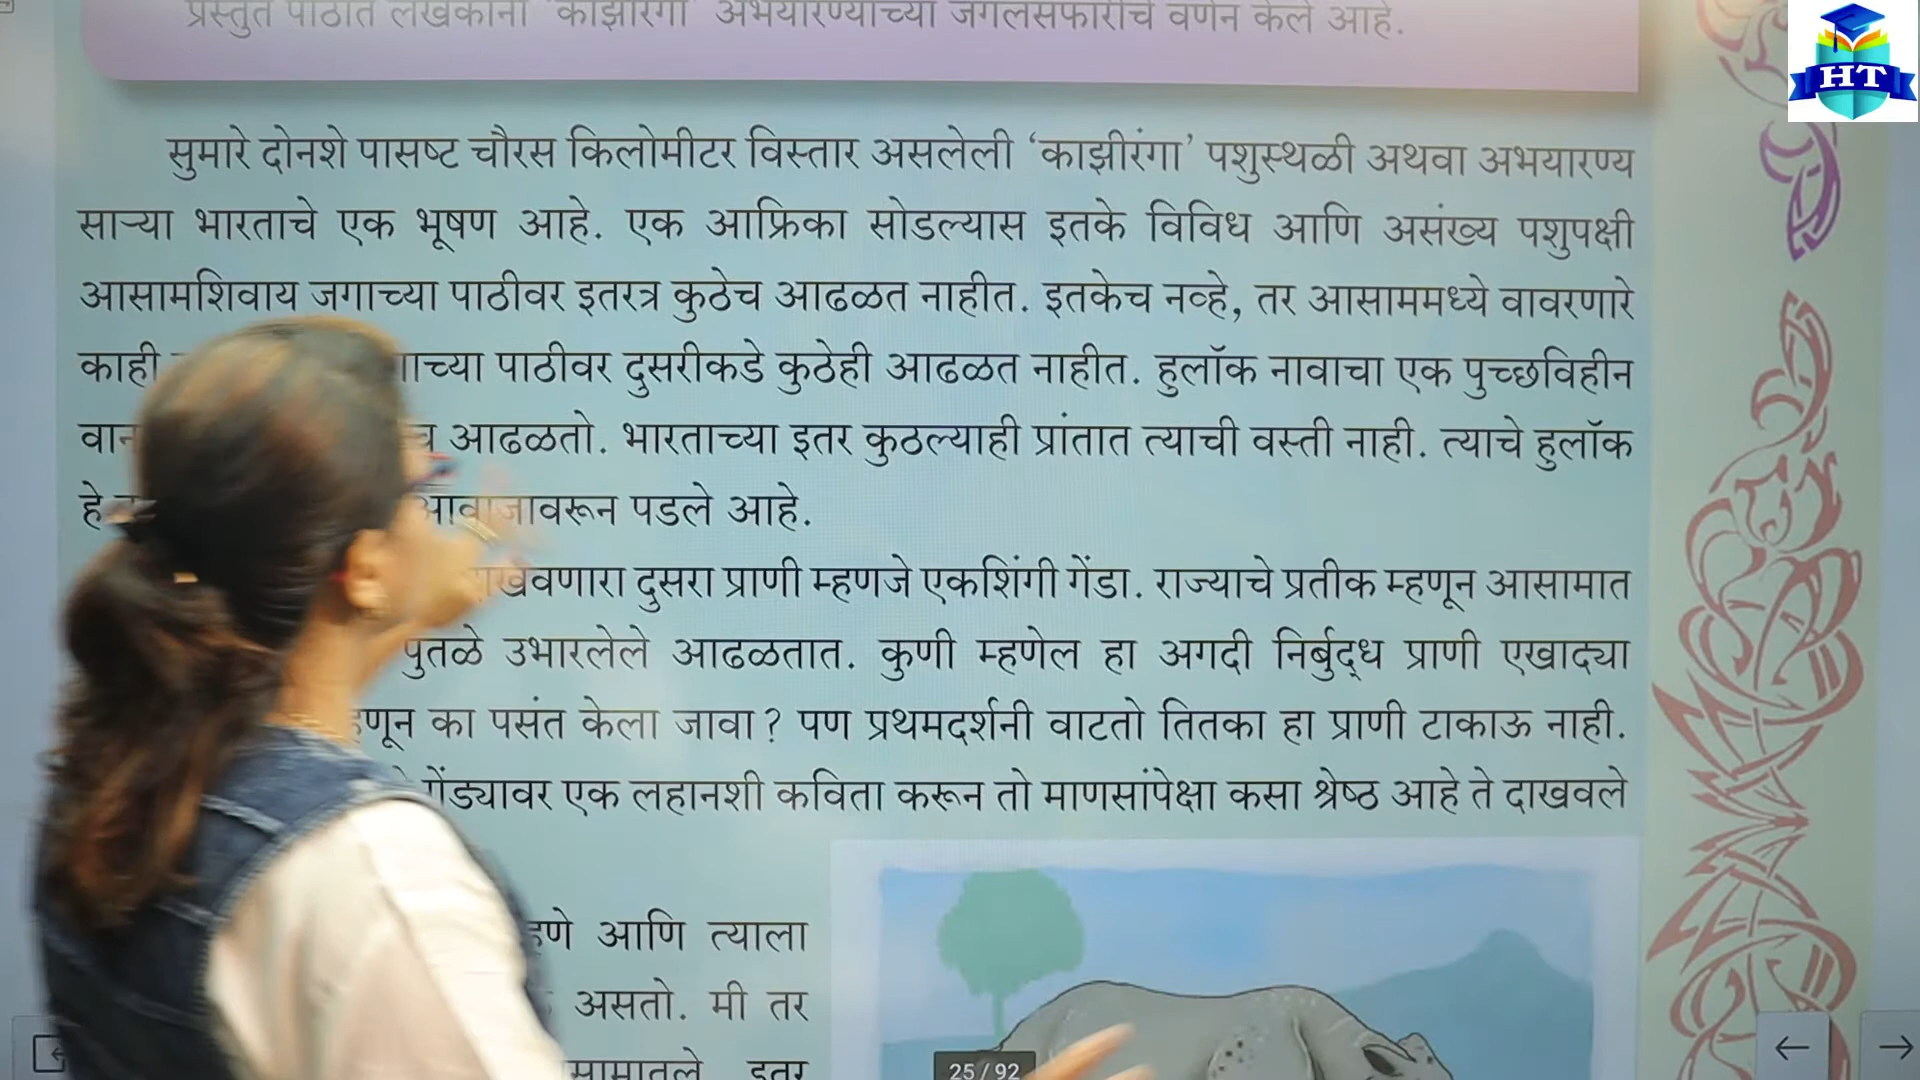 प्रस्तुत पाठात लेखकांनी ‘काझीरंगा’ अभयारण्याच्या जंगलसफारीचे वर्णन केले आहे.
HT
सुमारे दोनशे पासष्ट चौरस किलोमीटर विस्तार असलेली ‘काझीरंगा’ पशुस्थळी अथवा अभयारण्य
साऱ्या भारताचे एक भूषण आहे. एक आफ्रिका सोडल्यास इतके विविध आणि असंख्य पशुपक्षी
आसामशिवाय जगाच्या पाठीवर इतरत्र कुठेच आढळत नाहीत. इतकेच नव्हे, तर आसाममध्ये वावरणारे
काही पाठीवर दुसरीकडे कुठेही आढळत नाहीत. हुलॉक नावाचा एक पुच्छविहीन
आढळतो. भारताच्या इतर कुठल्याही प्रांतात त्याची वस्ती नाही. त्याचे हुलॉक
हे आवाजावरून पडले आहे.
दुसरा प्राणी म्हणजे एकशिंगी गेंडा. राज्याचे प्रतीक म्हणून आसामात
पुतळे उभारलेले आढळतात. कुणी म्हणेल हा अगदी निर्बुद्ध प्राणी एखाद्या
का पसंत केला जावा? पण प्रथमदर्शनी वाटतो तितका हा प्राणी टाकाऊ नाही.
गेंड्यावर एक लहानशी कविता करून तो माणसांपेक्षा कसा श्रेष्ठ आहे ते दाखवले
आणि त्याला
असतो. मी तर
इतर
25 / 92